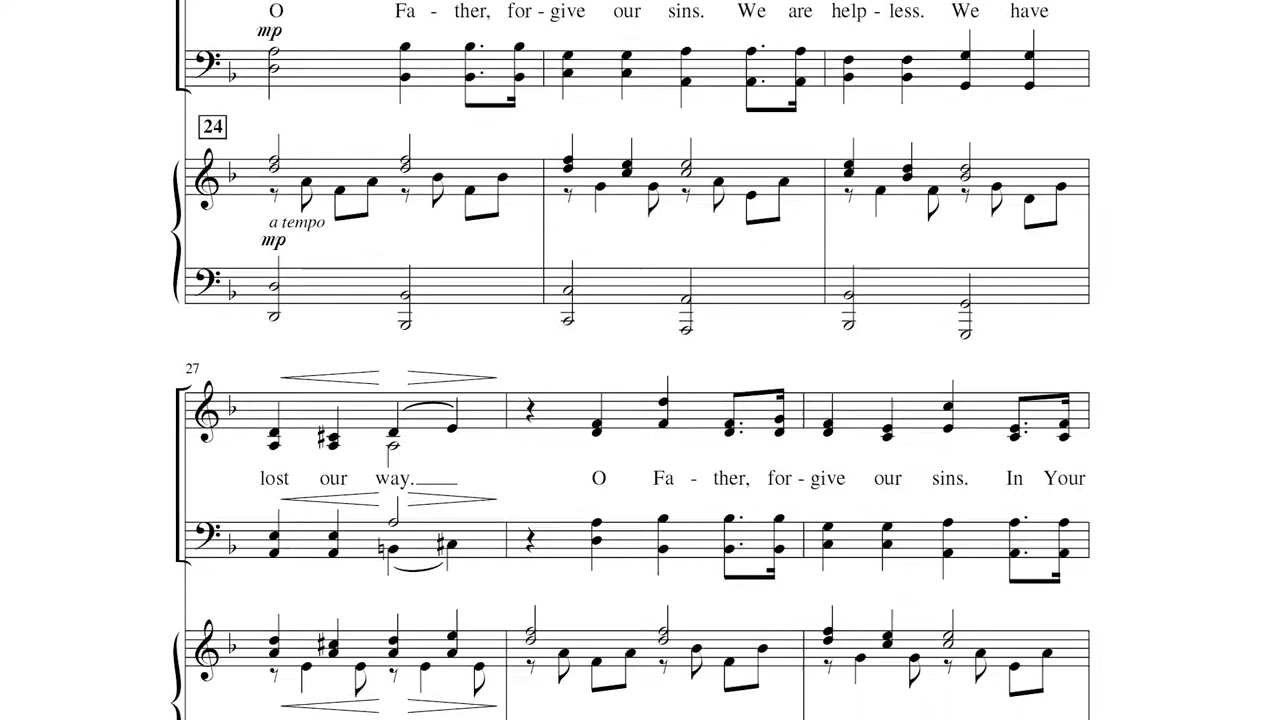 O Fa - ther, for - give our sins. We are help - less. We have
mp
24
a tempo
mp
27
lost our way. O Fa - ther, for - give our sins. In Your